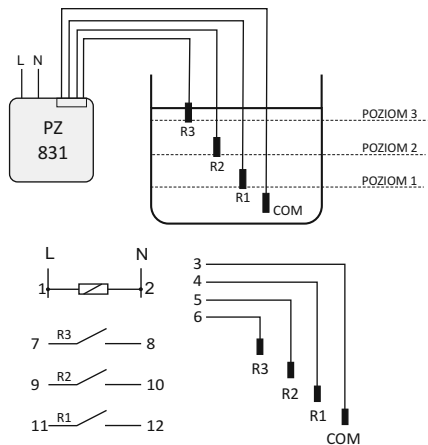 L N
PZ
831
R3
R2
R1
COM
POZIOM 3
POZIOM 2
POZIOM 1
L N
1 2
7 R3 8
9 R2 10
11 R1 12
3
4
5
6
R3
R2
R1
COM